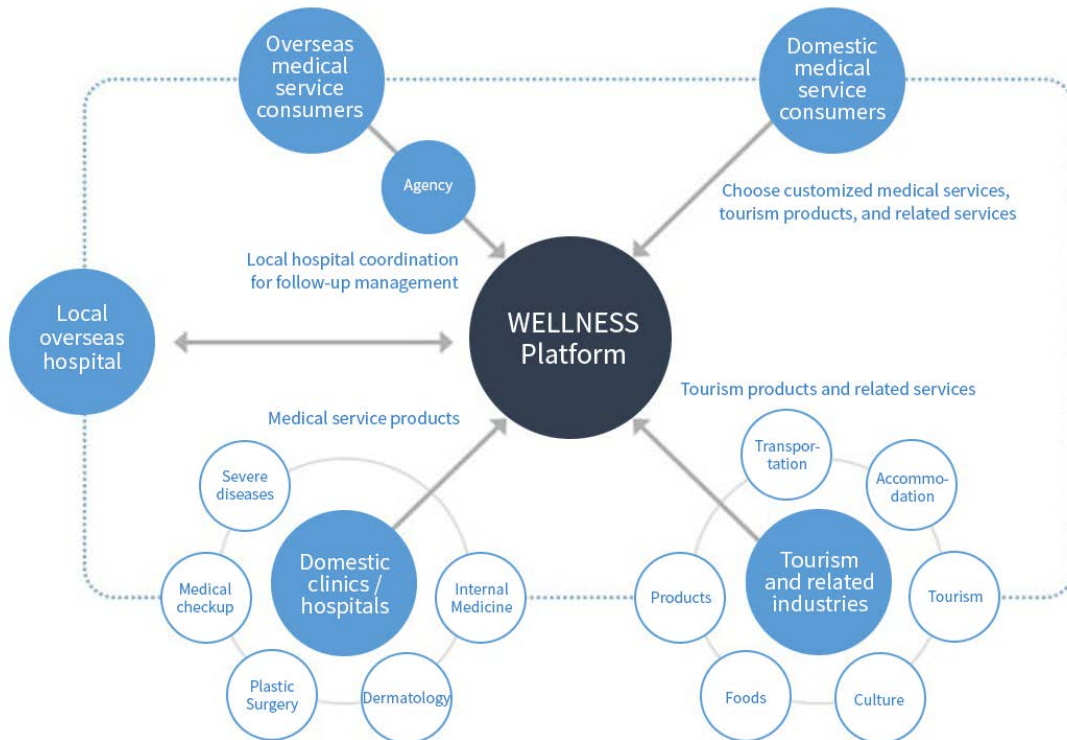 Overseas
medical
service
consumers
Domestic
medical
service
consumers
Agency
Choose customized medical services,
tourism products, and related services
Local hospital coordination
for follow-up management
Local
overseas
hospital
WELLNESS
Platform
Medical service products
Tourism products and related services
Severe
diseases
Medical
checkup
Plastic
Surgery
Dermatology
Internal
Medicine
Domestic
clinics /
hospitals
Transpor-
tation
Accommo-
dation
Products
Tourism
and related
industries
Tourism
Foods
Culture